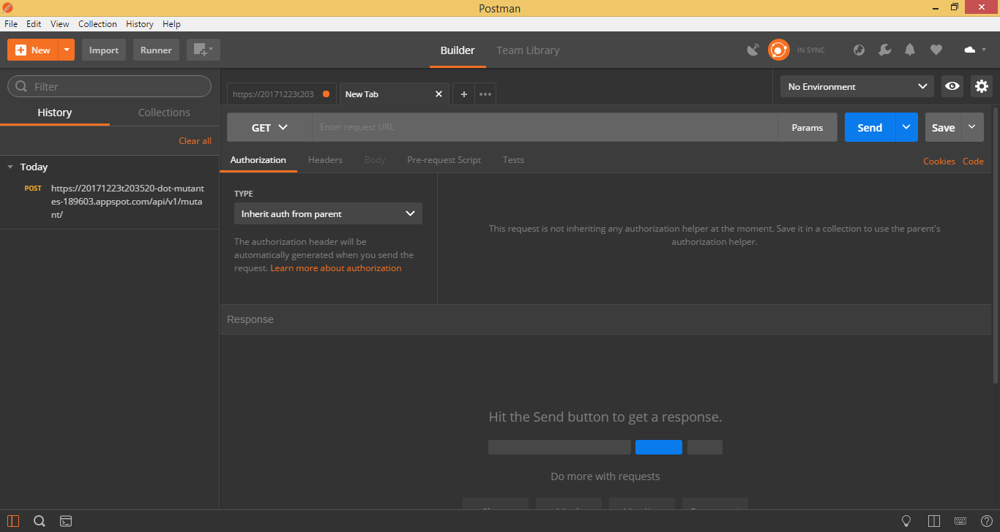 Postman
File Edit View Collection History Help
New Import Runner Builder Team Library IN SYNC
Filter
https://20171223t203 New Tab No Environment
History Collections
GET Enter request URL Params Send Save
Clear all
Authorization Headers Body Pre-request Script Tests Cookies Code
Today
POST https://20171223t203520-dot-mutant
es-189603.appspot.com/api/v1/muta
nt/
TYPE
Inherit auth from parent
The authorization header will be
automatically generated when you send the
request. Learn more about authorization
This request is not inheriting any authorization helper at the moment. Save it in a collection to use the parent's
authorization helper.
Response
Hit the Send button to get a response.
Do more with requests